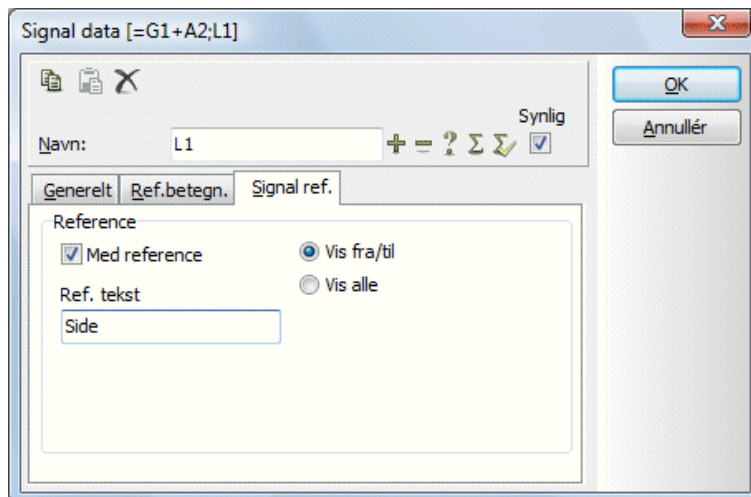 Signal data [=G1+A2;L1]
OK
Synlig
Annullér
Navn: L1
Generelt Ref.betegn. Signal ref.
Reference
Med reference Vis fra/til
Vis alle
Ref. tekst
Side